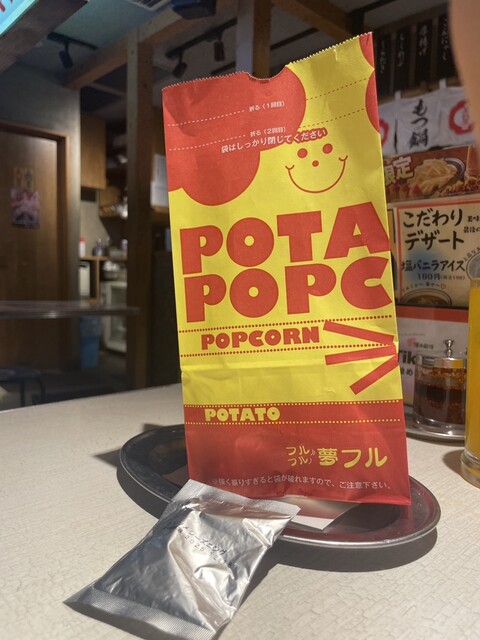 折る（1回目）
折る（2回目）
袋はしっかり閉じてください
POTA
POPC
POPCORN
POTATO
フルフル♪
夢フル
強く振りすぎると袋が破れますので、ご注意下さい。
もつ鍋
限定
こだわり
デザート
塩バニラアイス